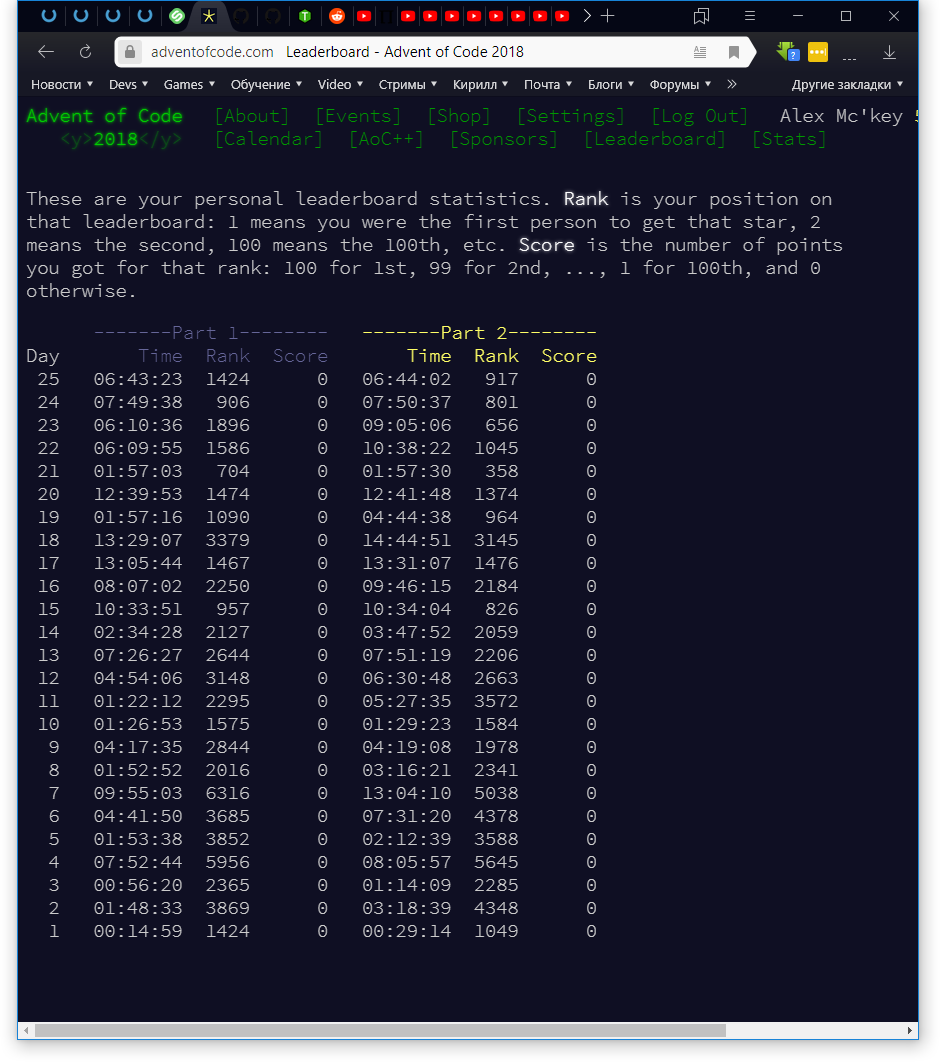 adventofcode.com Leaderboard - Advent of Code 2018
Новости Devs Games Обучение Video Стримы Кирилл Почта Блоги Форумы » Другие закладки
Advent of Code [About] [Events] [Shop] [Settings] [Log Out] Alex Mc'key
<y>2018</y> [Calendar] [AoC++] [Sponsors] [Leaderboard] [Stats]
These are your personal leaderboard statistics. Rank is your position on
that leaderboard: 1 means you were the first person to get that star, 2
means the second, 100 means the 100th, etc. Score is the number of points
you got for that rank: 100 for 1st, 99 for 2nd, ..., 1 for 100th, and 0
otherwise.
-------Part 1-------- -------Part 2--------
Day Time Rank Score Time Rank Score
25 06:43:23 1424 0 06:44:02 917 0
24 07:49:38 906 0 07:50:37 801 0
23 06:10:36 1896 0 09:05:06 656 0
22 06:09:55 1586 0 10:38:22 1045 0
21 01:57:03 704 0 01:57:30 358 0
20 12:39:53 1474 0 12:41:48 1374 0
19 01:57:16 1090 0 04:44:38 964 0
18 13:29:07 3379 0 14:44:51 3145 0
17 13:05:44 1467 0 13:31:07 1476 0
16 08:07:02 2250 0 09:46:15 2184 0
15 10:33:51 957 0 10:34:04 826 0
14 02:34:28 2127 0 03:47:52 2059 0
13 07:26:27 2644 0 07:51:19 2206 0
12 04:54:06 3148 0 06:30:48 2663 0
11 01:22:12 2295 0 05:27:35 3572 0
10 01:26:53 1575 0 01:29:23 1584 0
9 04:17:35 2844 0 04:19:08 1978 0
8 01:52:52 2016 0 03:16:21 2341 0
7 09:55:03 6316 0 13:04:10 5038 0
6 04:41:50 3685 0 07:31:20 4378 0
5 01:53:38 3852 0 02:12:39 3588 0
4 07:52:44 5956 0 08:05:57 5645 0
3 00:56:20 2365 0 01:14:09 2285 0
2 01:48:33 3869 0 03:18:39 4348 0
1 00:14:59 1424 0 00:29:14 1049 0